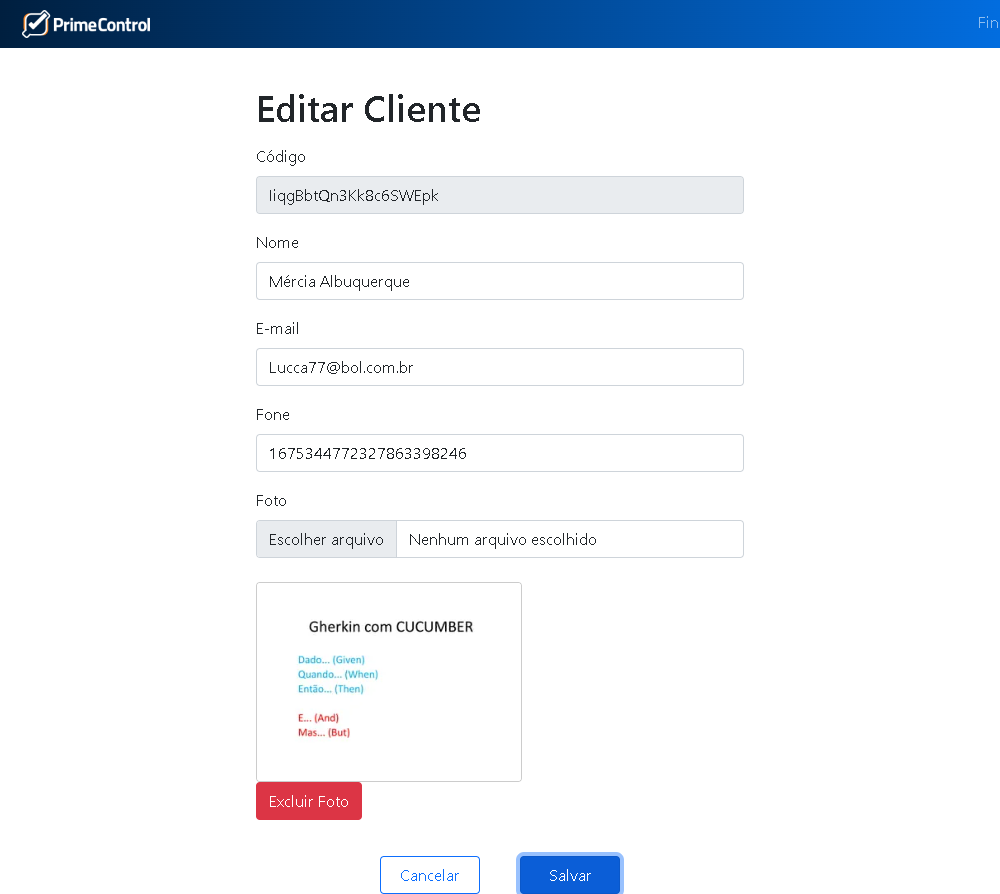 PrimeControl
Fin
Editar Cliente
Código
IiqgBbtQn3Kk8c6SWEpk
Nome
Mércia Albuquerque
E-mail
Lucca77@bol.com.br
Fone
1675344772327863398246
Foto
Escolher arquivo Nenhum arquivo escolhido
Gherkin com CUCUMBER
Dado... (Given)
Quando... (When)
Então... (Then)
E... (And)
Mas... (But)
Excluir Foto
Cancelar Salvar